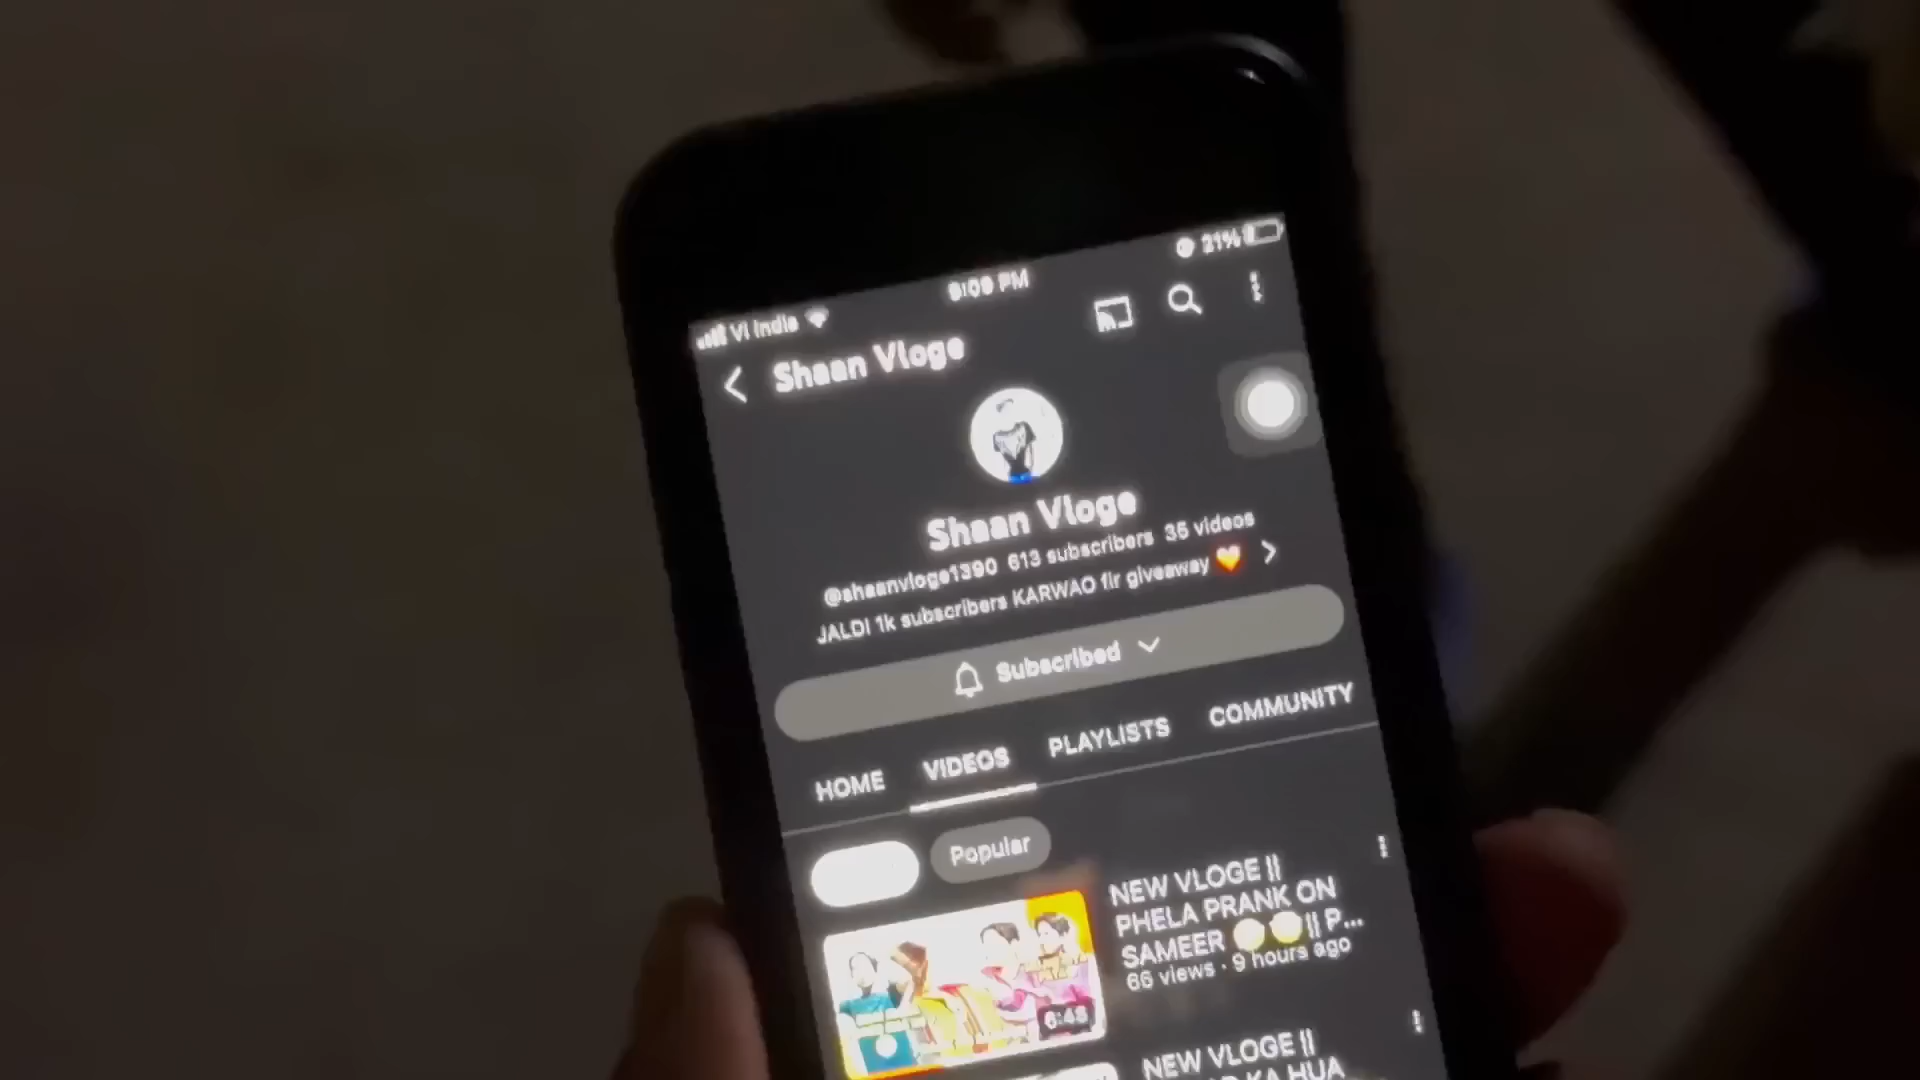 Vi India
9:09 PM
21%
Shaan Vloge
Shaan Vloge
@shaanvloge1390 613 subscribers 35 videos
JALDI 1k subscribers KARWAO fir giveaway 🧡
Subscribed
HOME
VIDEOS
PLAYLISTS
COMMUNITY
Popular
NEW VLOGE ||
PHELA PRANK ON
SAMEER || P...
66 views · 9 hours ago
6:48
NEW VLOGE ||
KA HUA